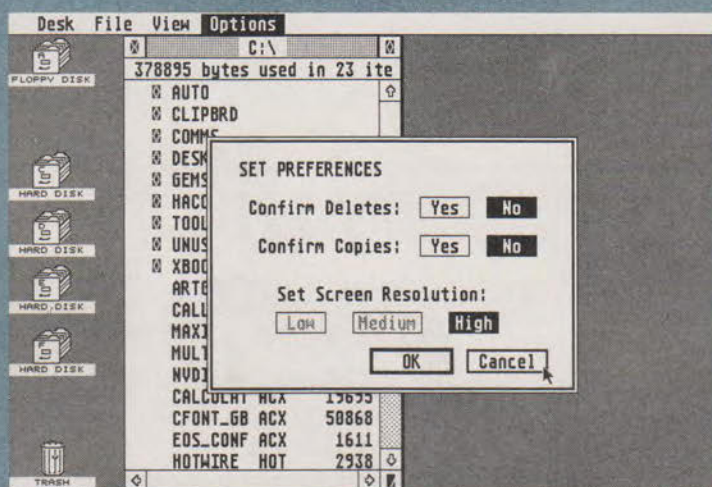 Desk File View Options
C:\
378895 bytes used in 23 ite
FLOPPY DISK
HARD DISK
HARD DISK
HARD DISK
HARD DISK
TRASH
AUTO
CLIPBRD
COMMS
DESK
GEMS
HACC
TOOL
UNUS
XBOO
CALL
MAXI
MULT
NVDI
CALCULAT ACX 19695
CFONT_GB ACX 50868
EOS_CONF ACX 1611
HOTWIRE HOT 2938
SET PREFERENCES
Confirm Deletes: Yes No
Confirm Copies: Yes No
Set Screen Resolution:
Low Medium High
OK Cancel